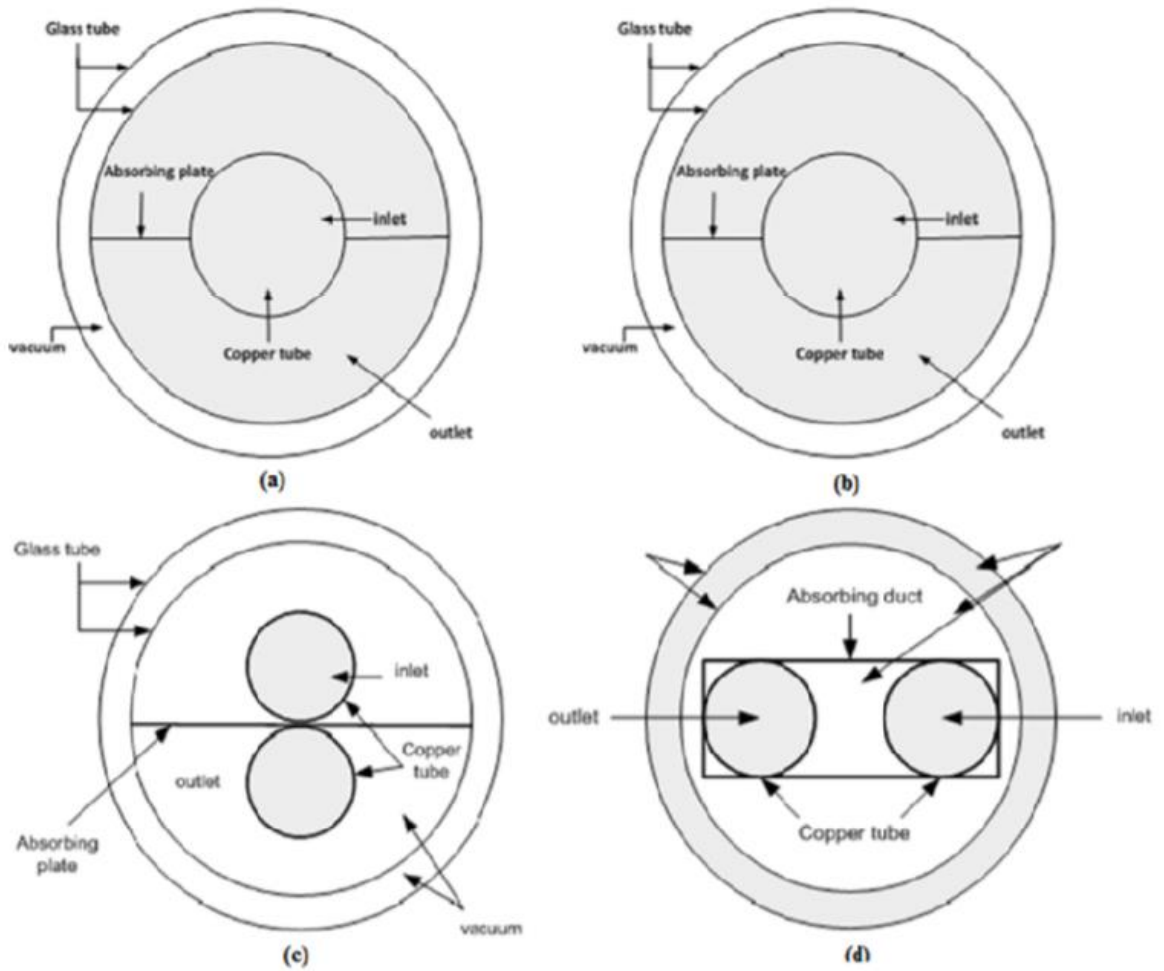 Glass tube
Absorbing plate
inlet
vacuum
Copper tube
outlet
(a)
Glass tube
Absorbing plate
inlet
vacuum
Copper tube
outlet
(b)
Glass tube
inlet
Copper
tube
outlet
Absorbing
plate
vacuum
(c)
Absorbing duct
outlet
inlet
Copper tube
(d)